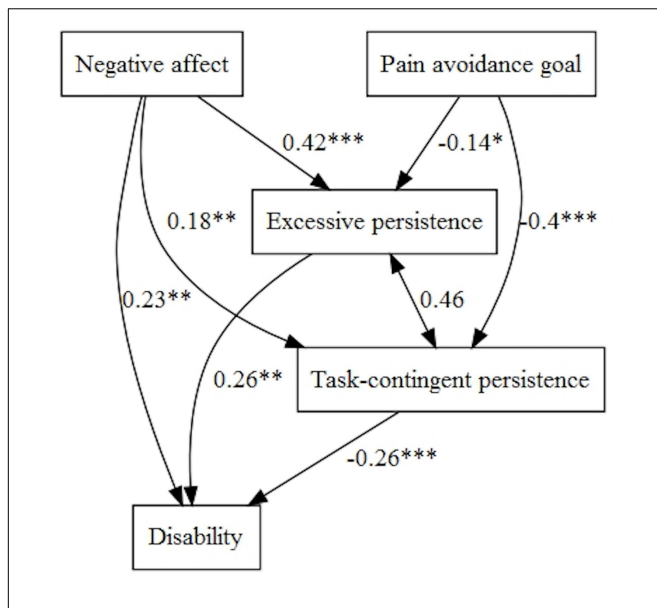 Negative affect
Pain avoidance goal
0.42***
-0.14*
Excessive persistence
0.18**
-0.4***
0.23**
0.46
Task-contingent persistence
0.26**
-0.26***
Disability